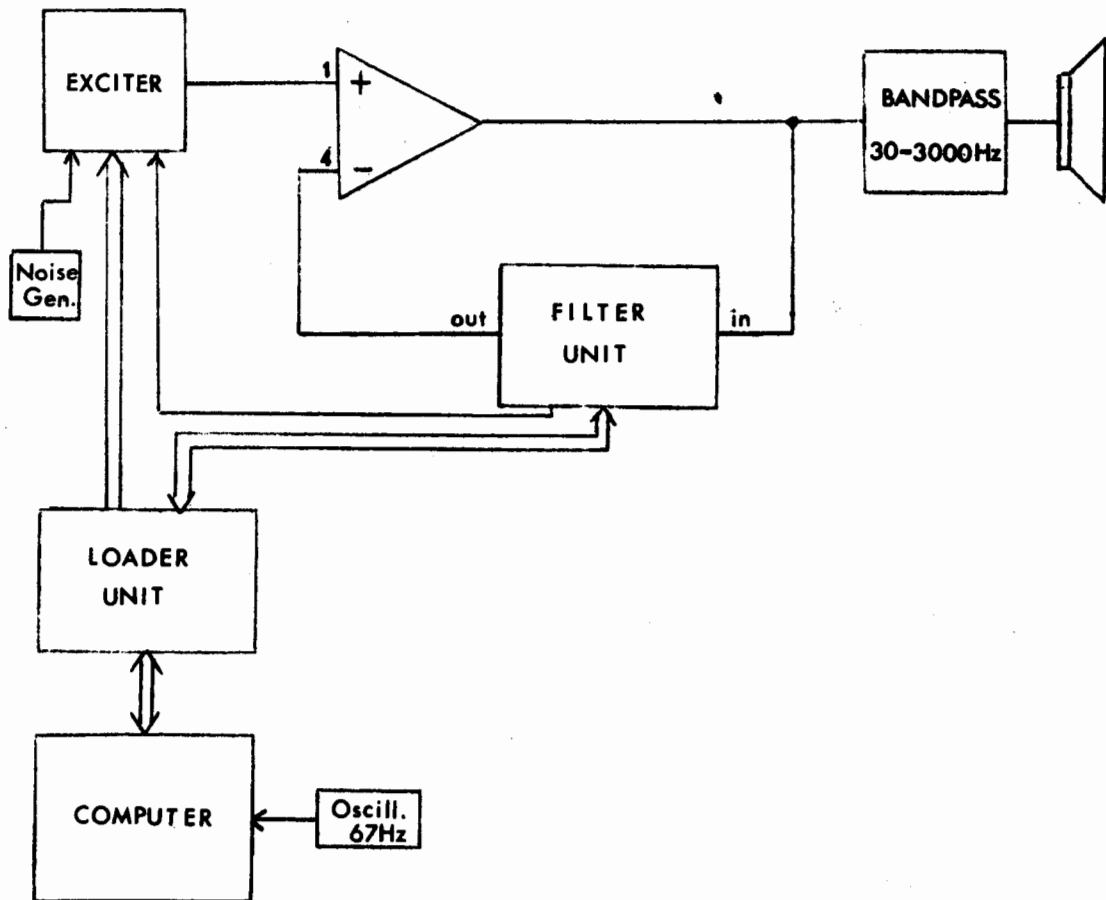 EXCITER
1
+
4
-
BANDPASS
30-3000Hz
Noise
Gen.
out
FILTER
UNIT
in
LOADER
UNIT
COMPUTER
Oscill.
67Hz